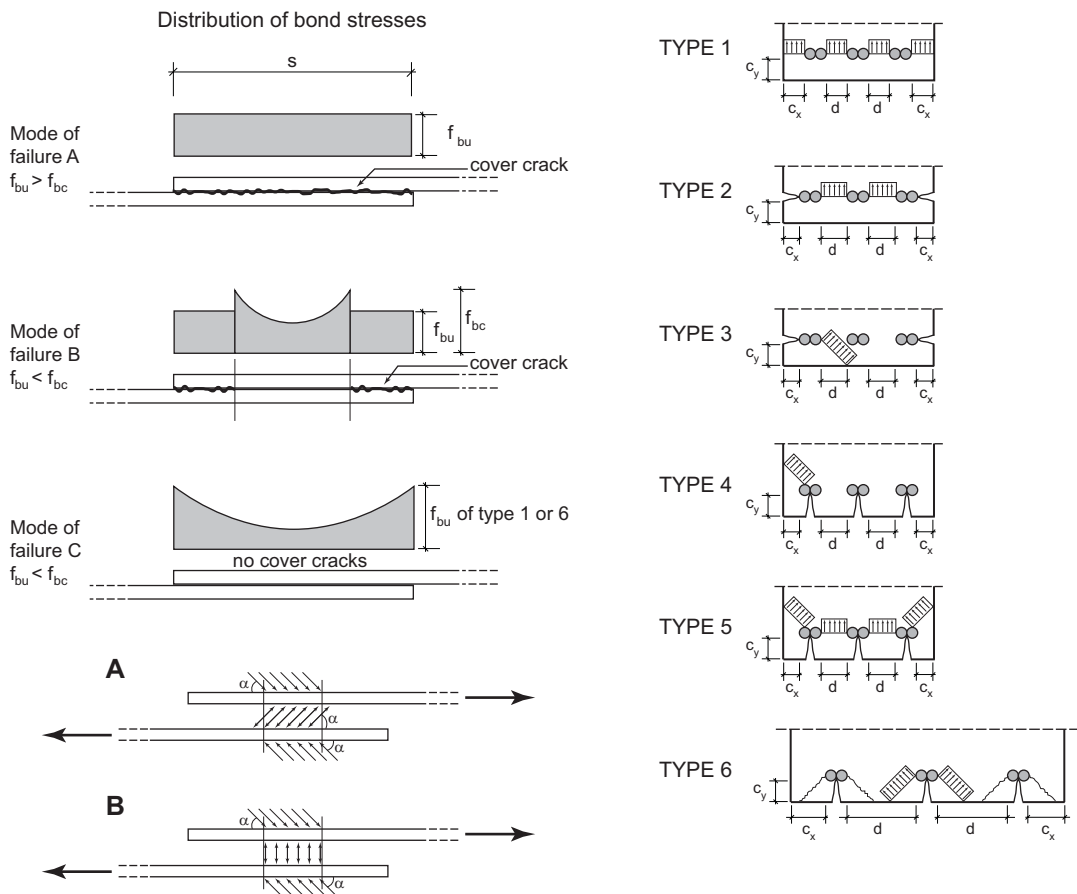 Distribution of bond stresses
s
Mode of
failure A
f_bu > f_bc
f_bu
cover crack
Mode of
failure B
f_bu < f_bc
f_bu
f_bc
cover crack
Mode of
failure C
f_bu < f_bc
f_bu of type 1 or 6
no cover cracks
A
α
α
α
B
α
α
TYPE 1
c_y
c_x d d c_x
TYPE 2
c_y
c_x d d c_x
TYPE 3
c_y
c_x d d c_x
TYPE 4
c_y
c_x d d c_x
TYPE 5
c_y
c_x d d c_x
TYPE 6
c_y
c_x d d c_x